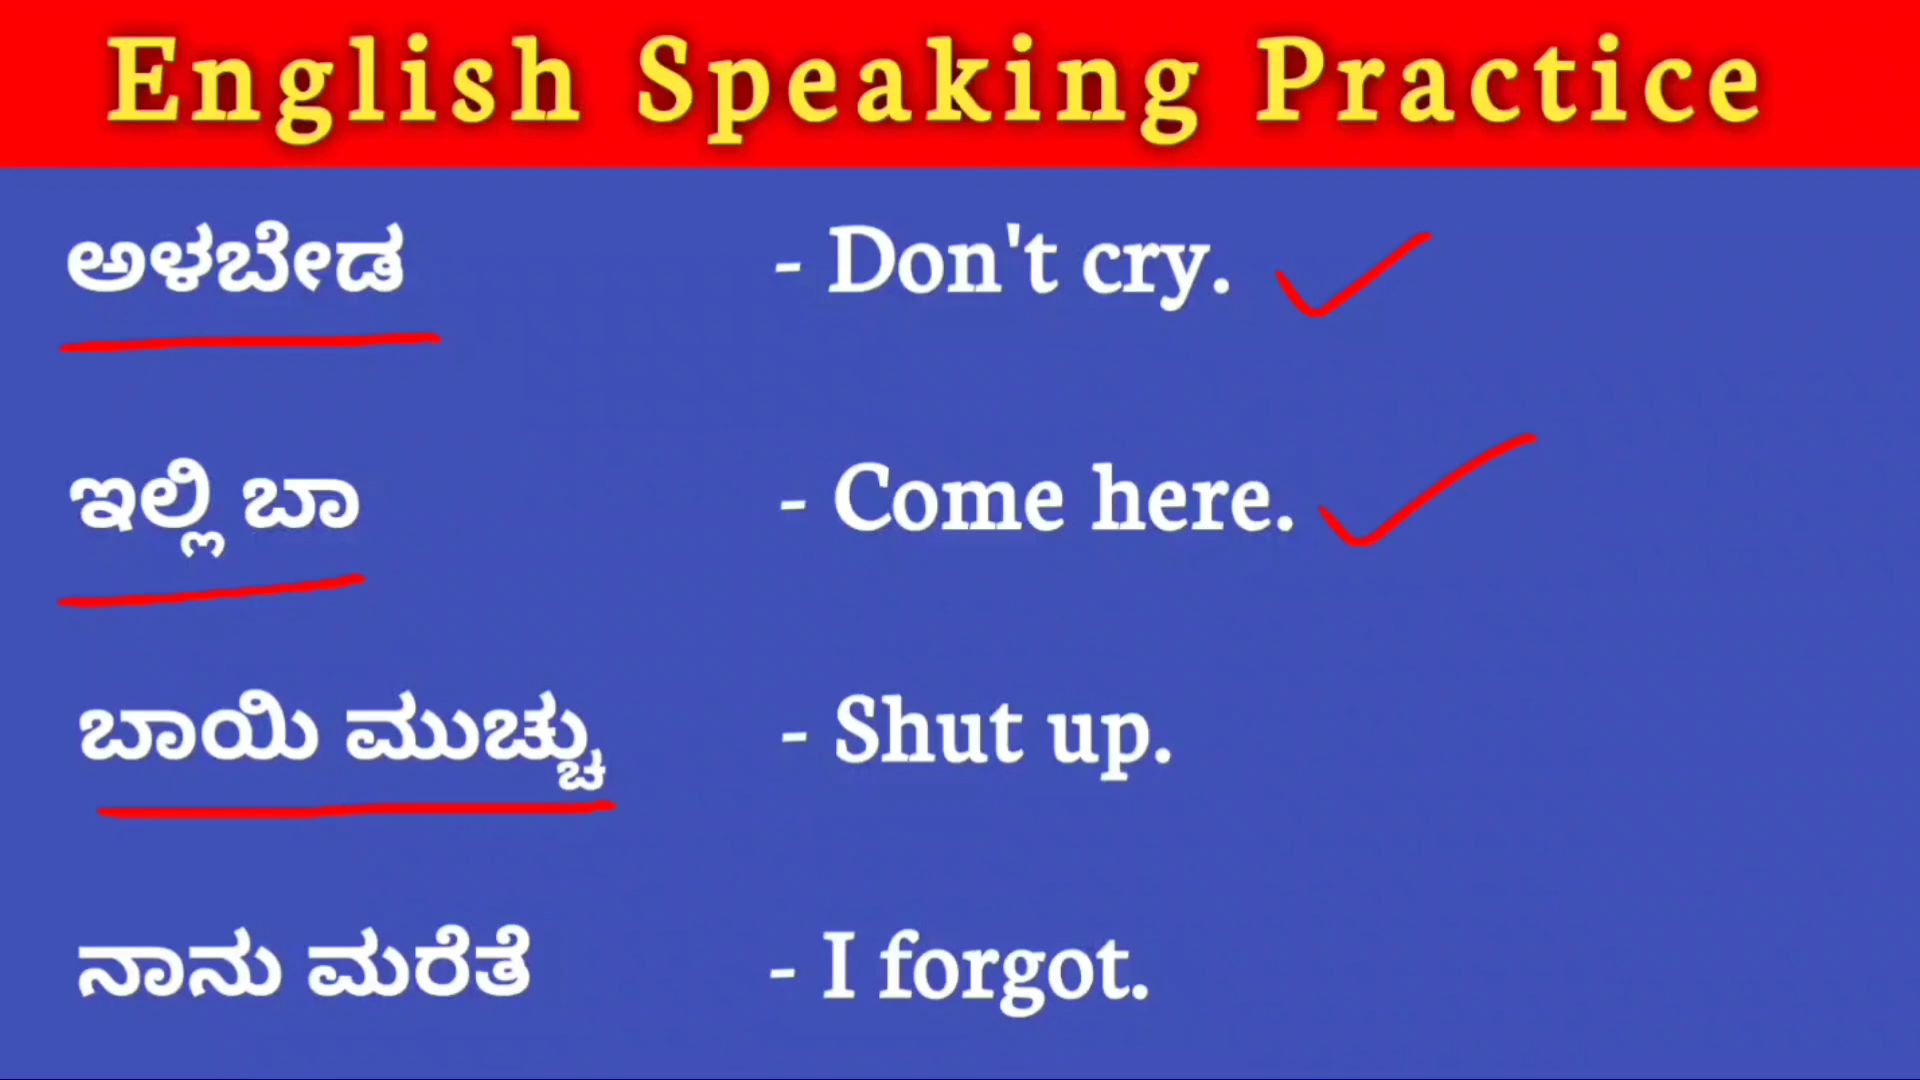 English Speaking Practice
ಅಳಬೇಡ - Don't cry.
ಇಲ್ಲಿ ಬಾ - Come here.
ಬಾಯಿ ಮುಚ್ಚು - Shut up.
ನಾನು ಮರೆತೆ - I forgot.